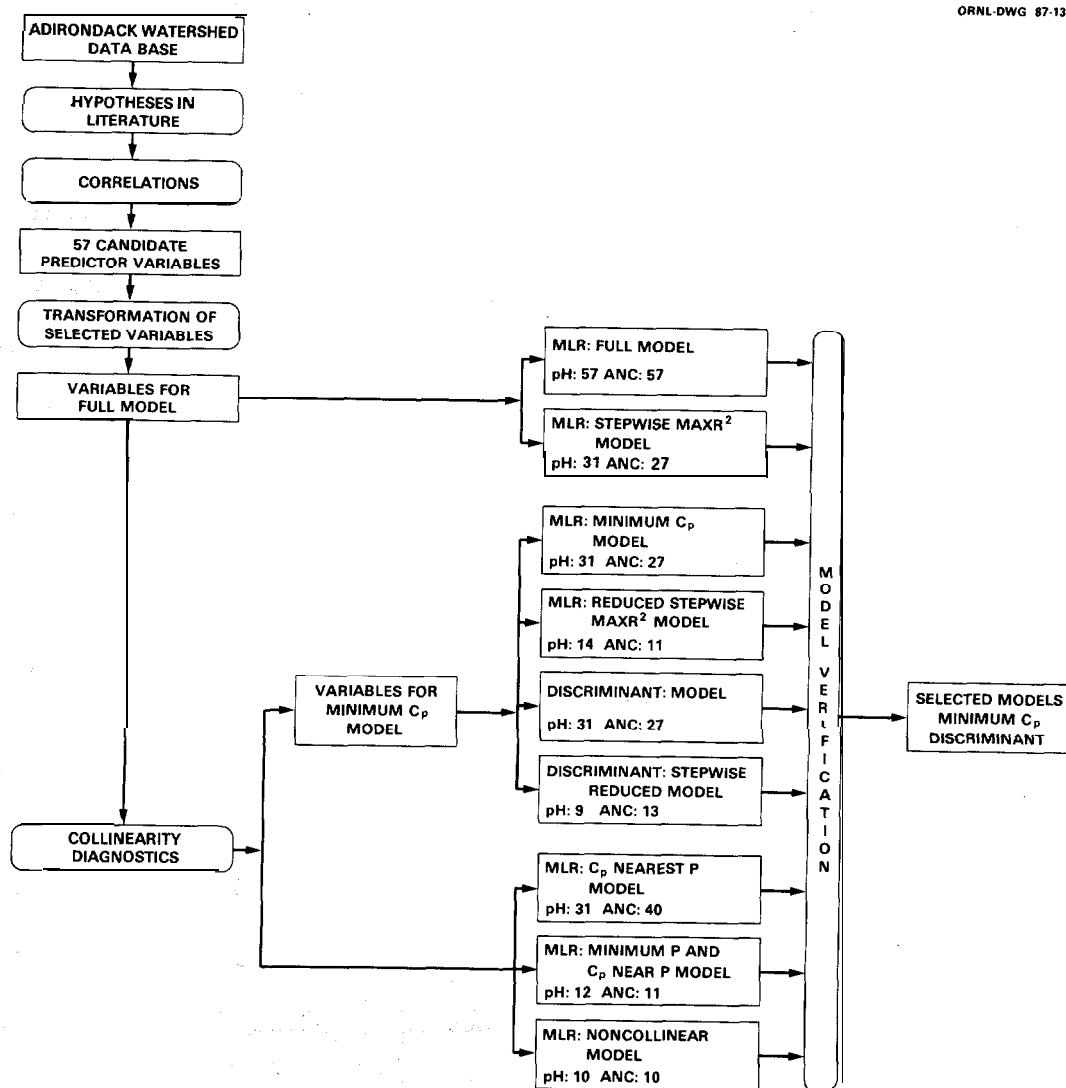 ORNL-DWG 87-13
ADIRONDACK WATERSHED
DATA BASE
HYPOTHESES IN
LITERATURE
CORRELATIONS
57 CANDIDATE
PREDICTOR VARIABLES
TRANSFORMATION OF
SELECTED VARIABLES
VARIABLES FOR
FULL MODEL
MLR: FULL MODEL
pH: 57 ANC: 57
MLR: STEPWISE MAXR²
MODEL
pH: 31 ANC: 27
MLR: MINIMUM Cₚ
MODEL
pH: 31 ANC: 27
MLR: REDUCED STEPWISE
MAXR² MODEL
pH: 14 ANC: 11
VARIABLES FOR
MINIMUM Cₚ
MODEL
DISCRIMINANT: MODEL
pH: 31 ANC: 27
DISCRIMINANT: STEPWISE
REDUCED MODEL
pH: 9 ANC: 13
COLLINEARITY
DIAGNOSTICS
MLR: Cₚ NEAREST P
MODEL
pH: 31 ANC: 40
MLR: MINIMUM P AND
Cₚ NEAR P MODEL
pH: 12 ANC: 11
MLR: NONCOLLINEAR
MODEL
pH: 10 ANC: 10
MODEL VERIFICATION
SELECTED MODELS
MINIMUM Cₚ
DISCRIMINANT